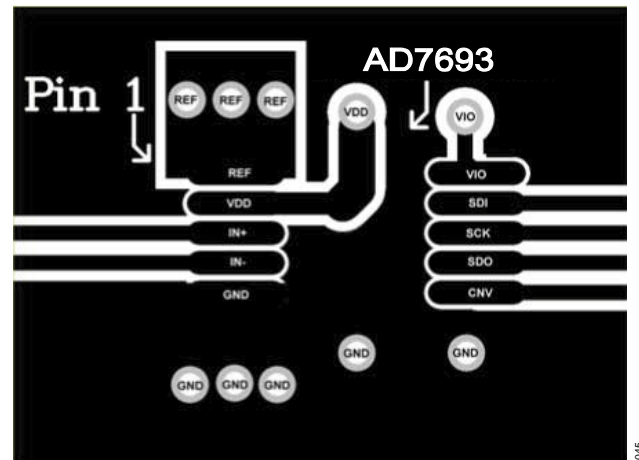 AD7693
Pin 1
REF REF REF
VDD
VIO
REF
VDD
IN+
IN-
GND
VIO
SDI
SCK
SDO
CNV
GND
GND
GND GND GND